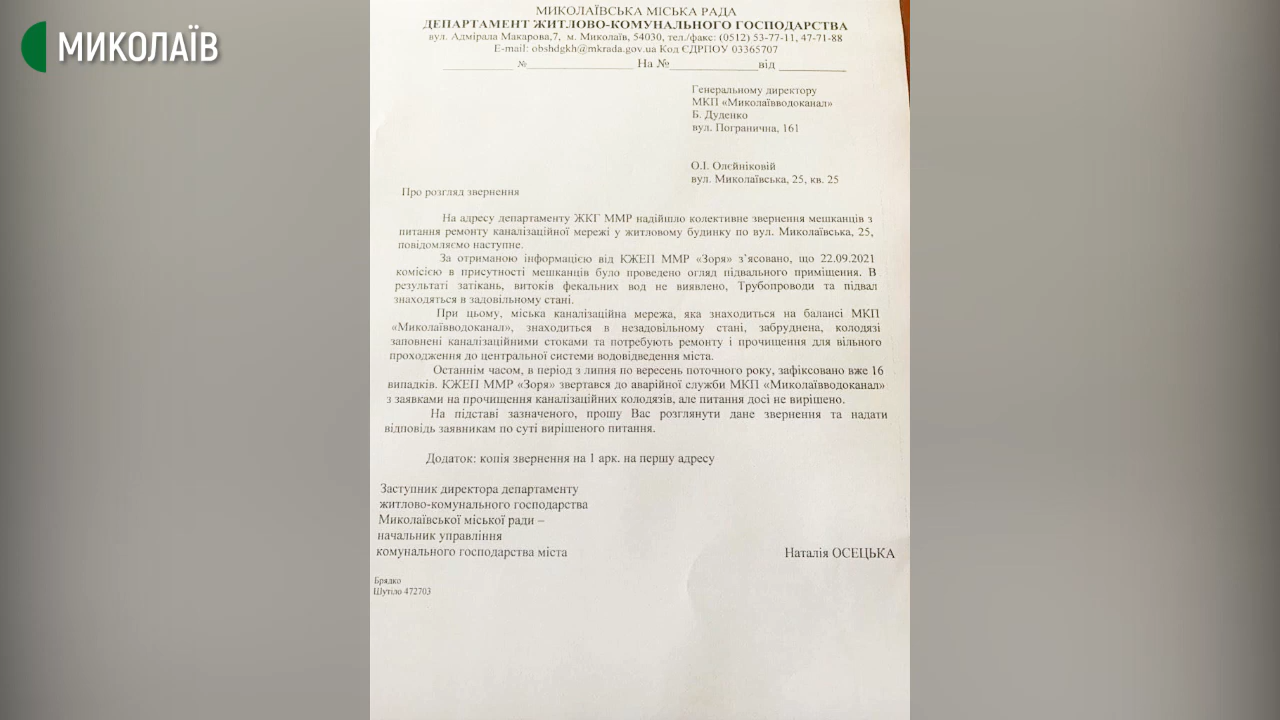 МИКОЛАЇВ
МИКОЛАЇВСЬКА МІСЬКА РАДА
ДЕПАРТАМЕНТ ЖИТЛОВО-КОМУНАЛЬНОГО ГОСПОДАРСТВА
вул. Адмірала Макарова,7, м. Миколаїв, 54030, тел./факс: (0512) 53-77-11, 47-71-88
E-mail: obshdgkh@mkrada.gov.ua Код ЄДРПОУ 03365707
____________ №__________________ На №_______________від ___________
Генеральному директору
МКП «Миколаївводоканал»
Б. Дуденко
вул. Погранична, 161
О.І. Олєйніковій
вул. Миколаївська, 25, кв. 25
Про розгляд звернення
На адресу департаменту ЖКГ ММР надійшло колективне звернення мешканців з
питання ремонту каналізаційної мережі у житловому будинку по вул. Миколаївська, 25,
повідомляємо наступне.
За отриманою інформацією від КЖЕП ММР «Зоря» з’ясовано, що 22.09.2021
комісією в присутності мешканців було проведено огляд підвального приміщення. В
результаті затікань, витоків фекальних вод не виявлено, Трубопроводи та підвал
знаходяться в задовільному стані.
При цьому, міська каналізаційна мережа, яка знаходиться на балансі МКП
«Миколаївводоканал», знаходиться в незадовільному стані, забруднена, колодязі
заповнені каналізаційними стоками та потребують ремонту і прочищення для вільного
проходження до центральної системи водовідведення міста.
Останнім часом, в період з липня по вересень поточного року, зафіксовано вже 16
випадків. КЖЕП ММР «Зоря» звертався до аварійної служби МКП «Миколаївводоканал»
з заявками на прочищення каналізаційних колодязів, але питання досі не вирішено.
На підставі зазначеного, прошу Вас розглянути дане звернення та надати
відповідь заявникам по суті вирішеного питання.
Додаток: копія звернення на 1 арк. на першу адресу
Заступник директора департаменту
житлово-комунального господарства
Миколаївської міської ради –
начальник управління
комунального господарства міста
Наталія ОСЕЦЬКА
Брядко
Шутіло 472703